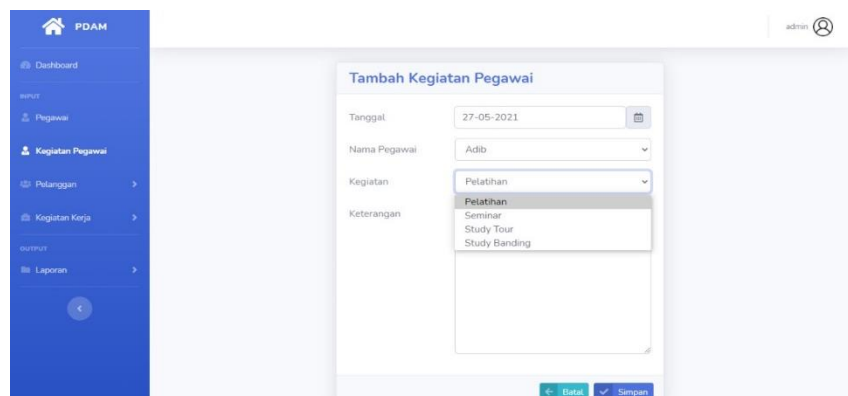 PDAM
admin
Dashboard
INPUT
Pegawai
Kegiatan Pegawai
Pelanggan
Kegiatan Kerja
OUTPUT
Laporan
Tambah Kegiatan Pegawai
Tanggal 27-05-2021
Nama Pegawai Adib
Kegiatan Pelatihan
Pelatihan
Keterangan Seminar
Study Tour
Study Banding
Batal Simpan